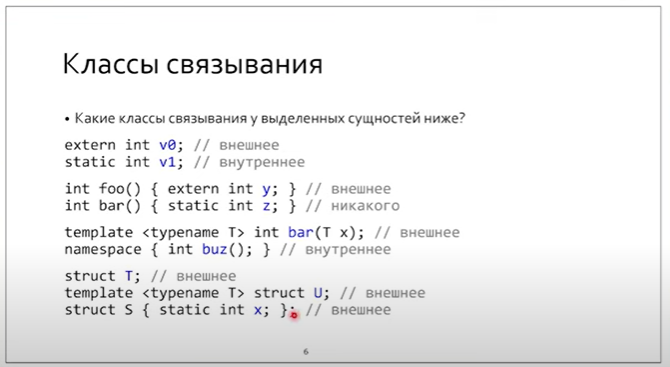 Классы связывания
• Какие классы связывания у выделенных сущностей ниже?
extern int v0; // внешнее
static int v1; // внутреннее
int foo() { extern int y; } // внешнее
int bar() { static int z; } // никакого
template <typename T> int bar(T x); // внешнее
namespace { int buz(); } // внутреннее
struct T; // внешнее
template <typename T> struct U; // внешнее
struct S { static int x; }; // внешнее
6